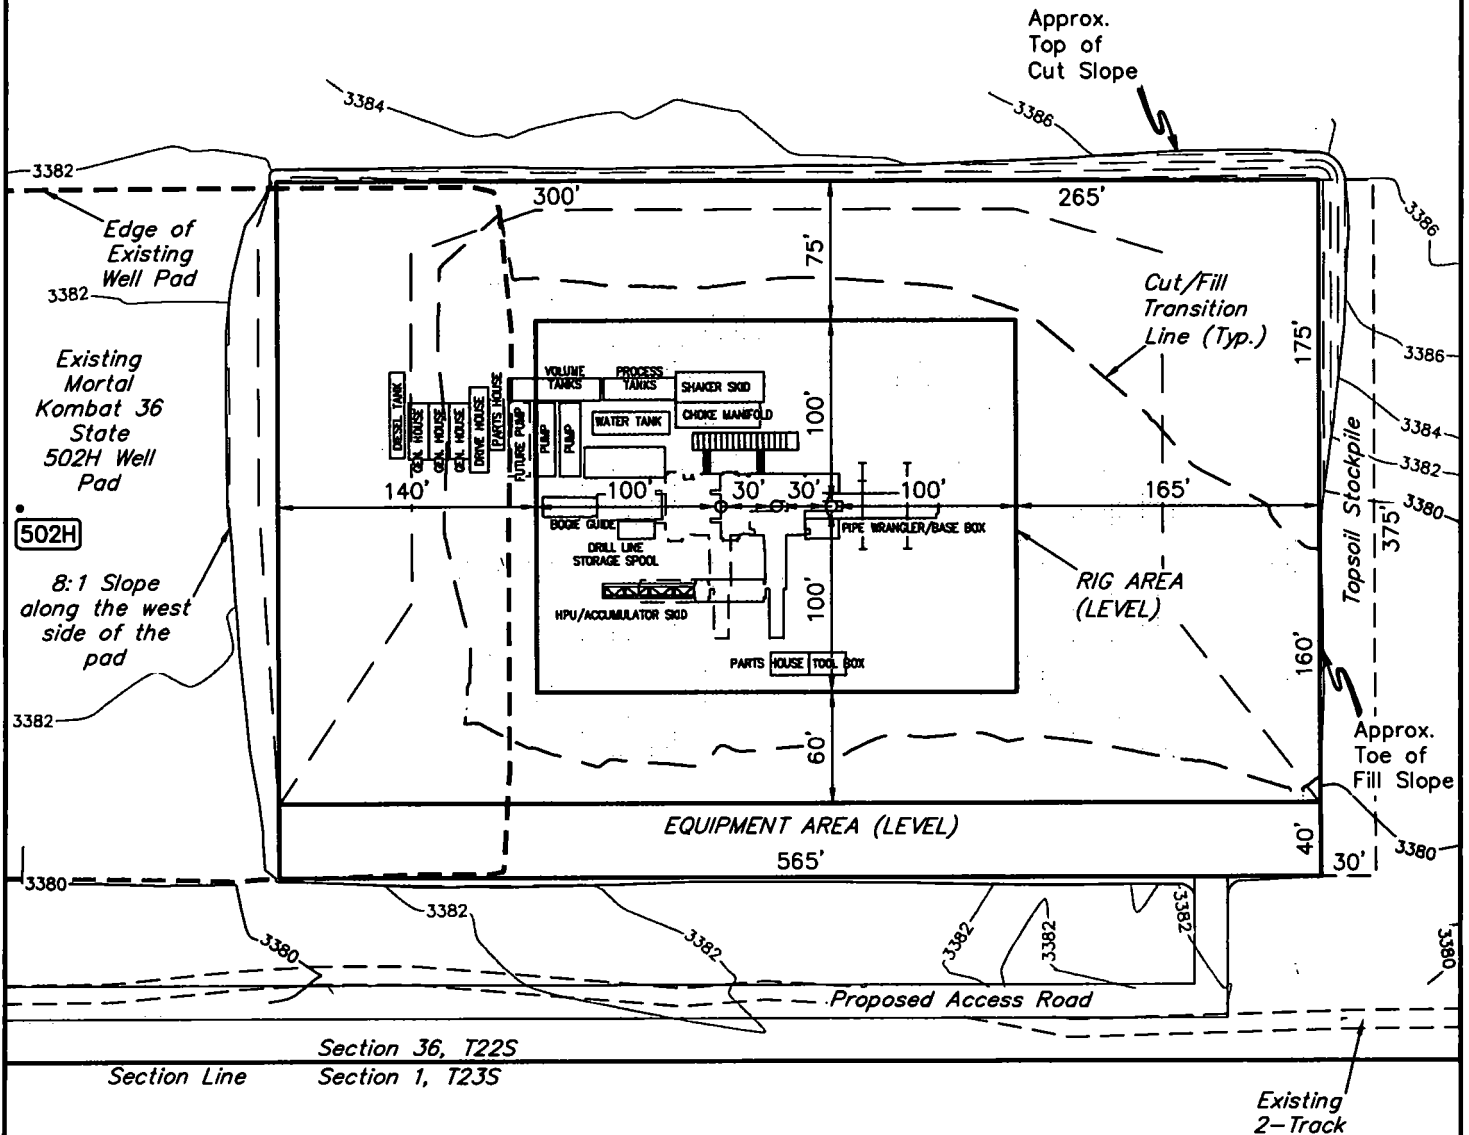 Approx.
Top of
Cut Slope
3384
3386
3382
300'
265'
Edge of
Existing
Well Pad
75'
3386
3382
Cut/Fill
Transition
Line (Typ.)
175'
3386
Existing
Mortal
Kombat 36
State
502H Well
Pad
VOLUME
TANKS
PROCESS
TANKS
SHAKER SKID
CHOKE MANIFOLD
WATER TANK
DIESEL TANK
GEN. HOUSE
GEN. HOUSE
GEN. HOUSE
DRIVE HOUSE
PARTS HOUSE
FUTURE PUMP
PUMP
PUMP
100'
3384
3382
3380
Topsoil Stockpile
375'
140'
100'
30'
30'
100'
165'
502H
BOGIE GUIDE
DRILL LINE
STORAGE SPOOL
PIPE WRANGLER/BASE BOX
8:1 Slope
along the west
side of the
pad
HPU/ACCUMULATOR SKID
100'
RIG AREA
(LEVEL)
160'
PARTS HOUSE
TOOL BOX
3382
60'
Approx.
Toe of
Fill Slope
EQUIPMENT AREA (LEVEL)
565'
40'
30'
3380
3380
3382
3382
3382
3382
3382
3380
3380
Proposed Access Road
Section 36, T22S
Section Line
Section 1, T23S
Existing
2-Track